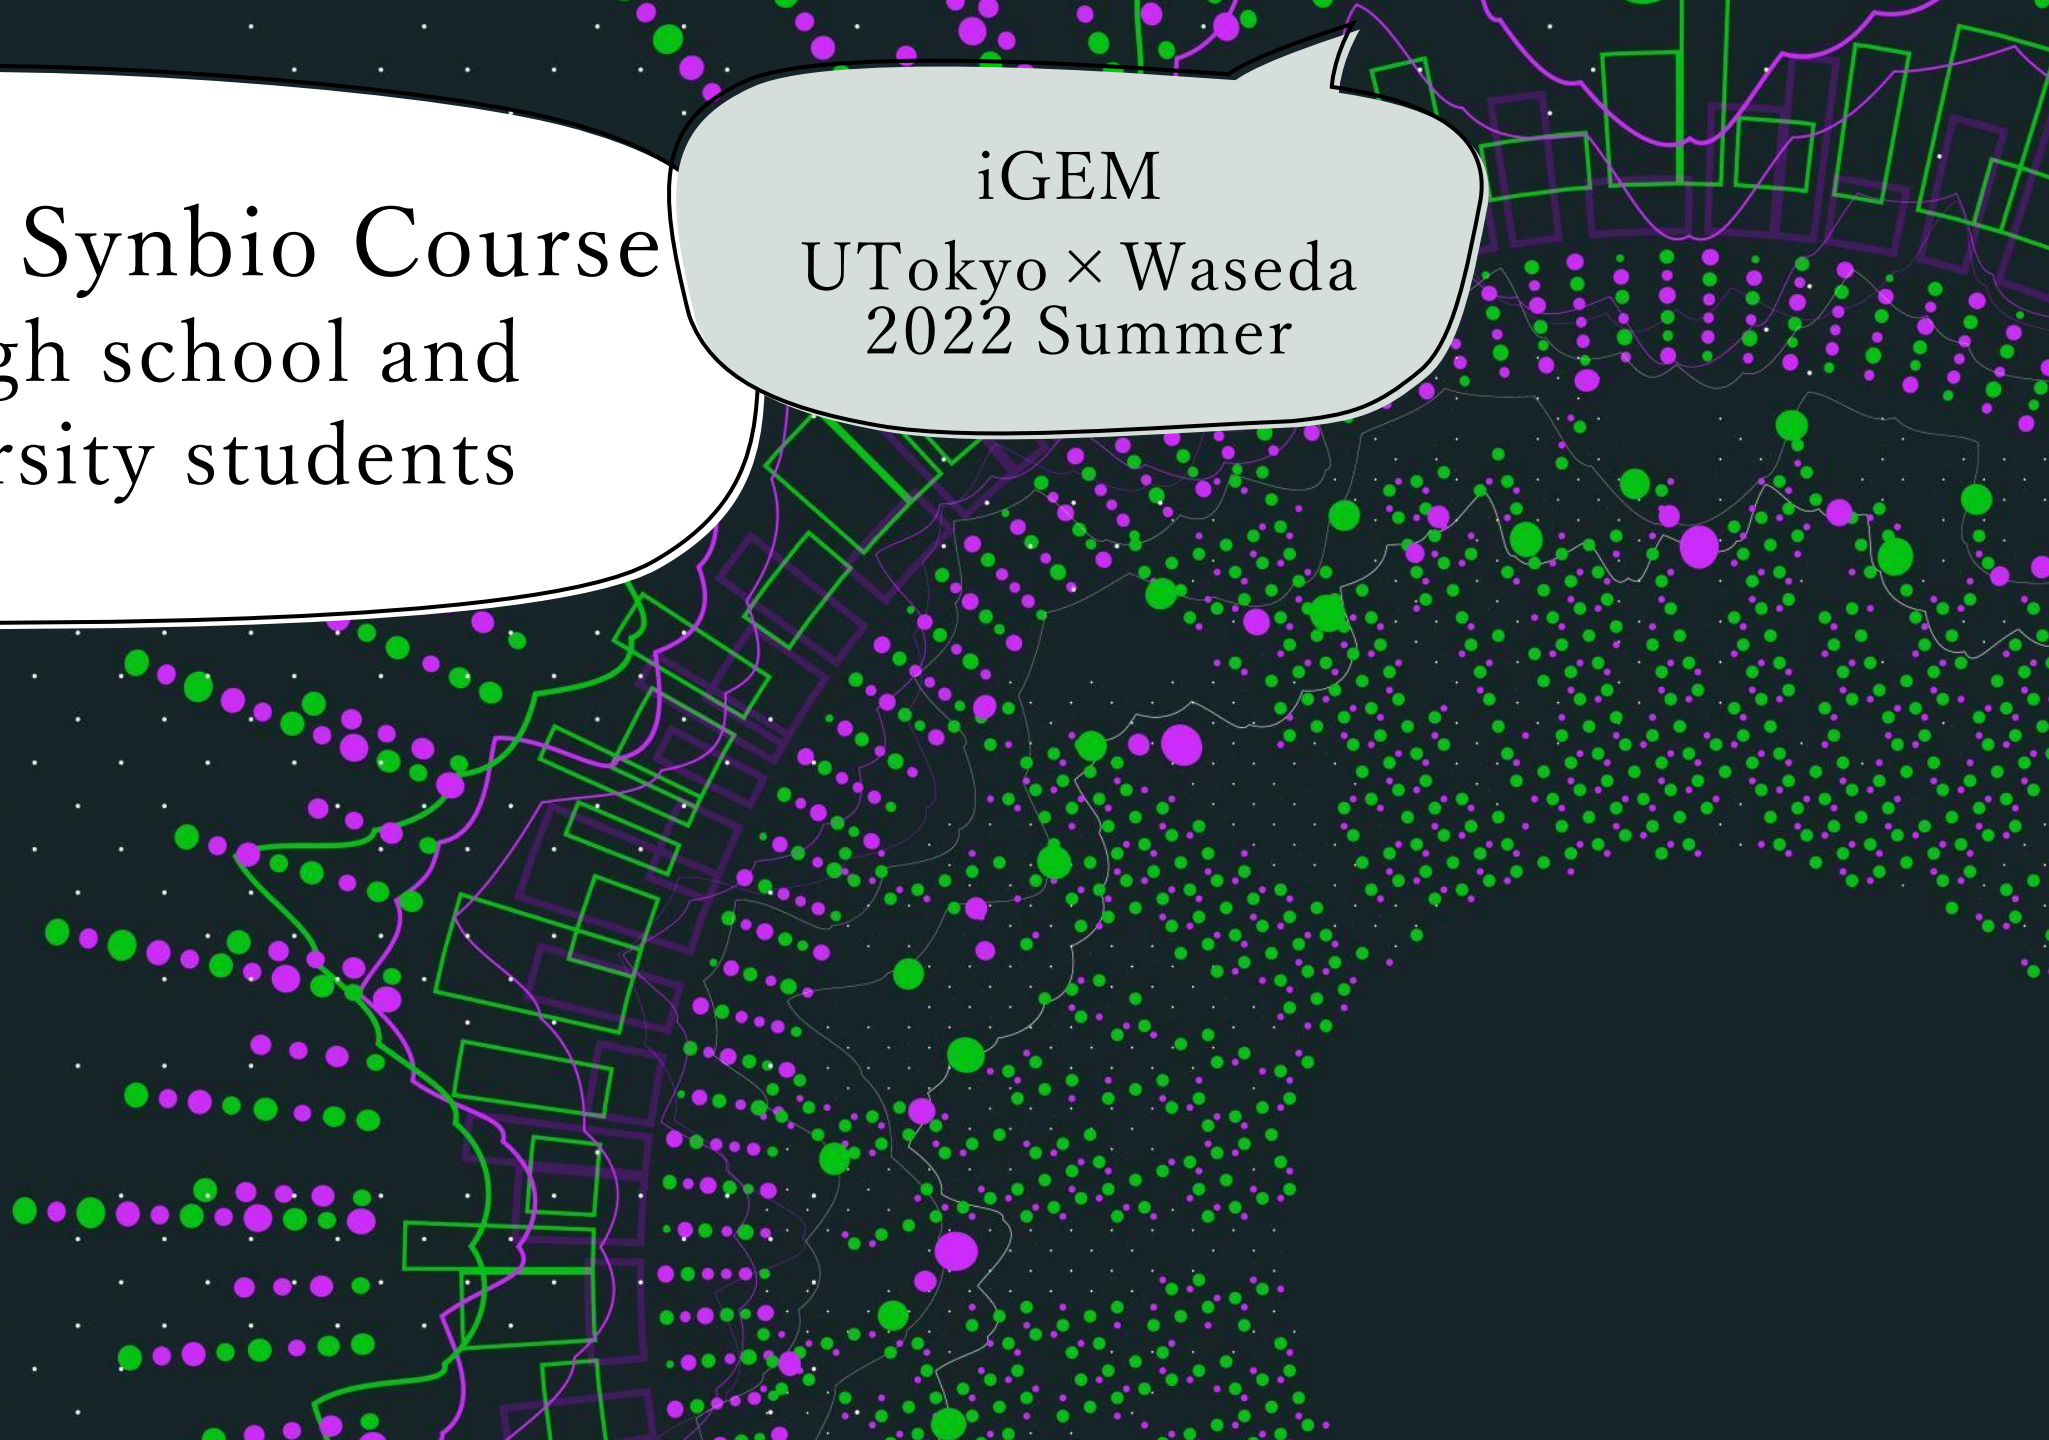 Synbio Course
gh school and
rsity students
iGEM
UTokyo×Waseda
2022 Summer